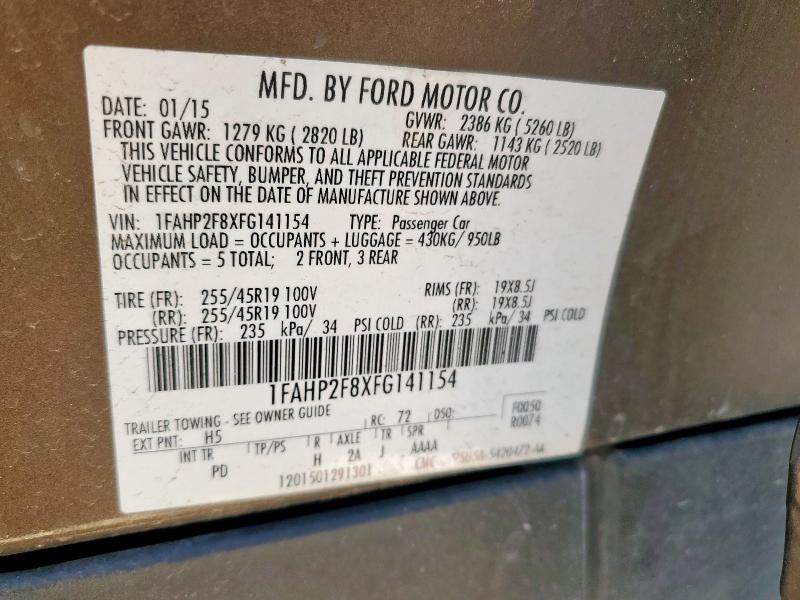 MFD. BY FORD MOTOR CO.
DATE: 01/15
GVWR: 2386 KG ( 5260 LB)
FRONT GAWR: 1279 KG ( 2820 LB)
REAR GAWR: 1143 KG ( 2520 LB)
THIS VEHICLE CONFORMS TO ALL APPLICABLE FEDERAL MOTOR
VEHICLE SAFETY, BUMPER, AND THEFT PREVENTION STANDARDS
IN EFFECT ON THE DATE OF MANUFACTURE SHOWN ABOVE.
VIN: 1FAHP2F8XFG141154 TYPE: Passenger Car
MAXIMUM LOAD = OCCUPANTS + LUGGAGE = 430KG/ 950LB
OCCUPANTS = 5 TOTAL; 2 FRONT, 3 REAR
TIRE (FR): 255/45R19 100V RIMS (FR): 19X8.5J
(RR): 255/45R19 100V (RR): 19X8.5J
PRESSURE (FR): 235 kPa/ 34 PSI COLD (RR): 235 kPa/ 34 PSI COLD
1FAHP2F8XFG141154
TRAILER TOWING - SEE OWNER GUIDE
EXT PNT: H5 RC: 72 DSO: F0050
R0074
INT TR TP/PS R AXLE TR SPR
PD H 2A J AAAA
1201501291301